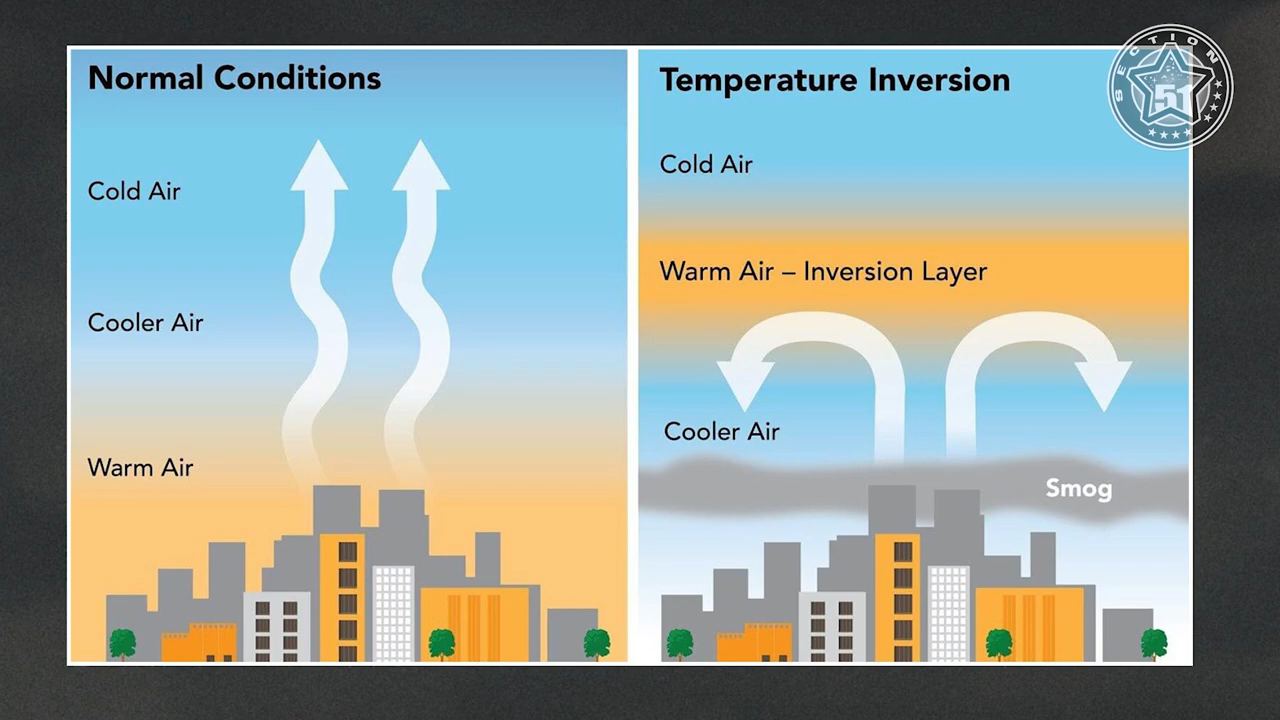 Normal Conditions
Cold Air
Cooler Air
Warm Air
Temperature Inversion
Cold Air
Warm Air – Inversion Layer
Cooler Air
Smog
SECTION
51